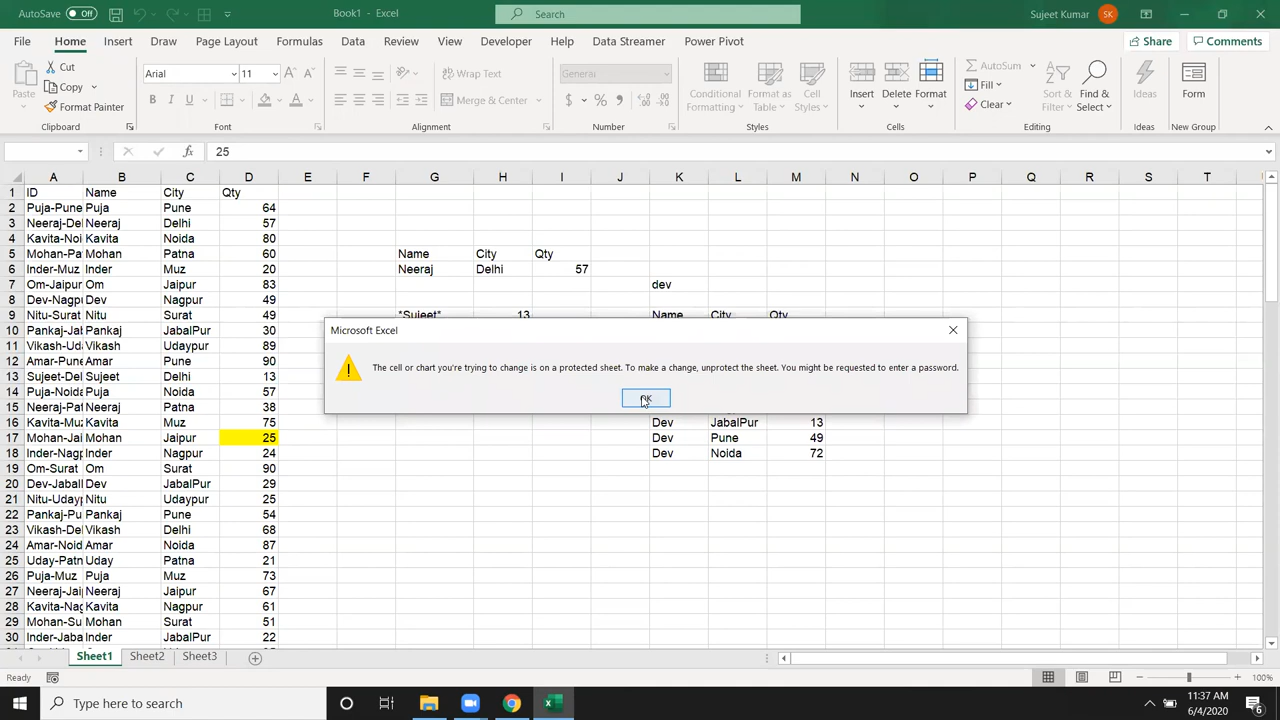 AutoSave Off Book1 - Excel Search Sujeet Kumar SK
File Home Insert Draw Page Layout Formulas Data Review View Developer Help Data Streamer Power Pivot Share Comments
Paste Cut Copy Format Painter Clipboard
Arial 11 B I U A Font
Wrap Text Merge & Center Alignment
General $ % Number
Conditional Formatting Format as Table Cell Styles Styles
Insert Delete Format Cells
AutoSum Fill Clear Sort & Filter Find & Select Editing
Ideas Ideas
Form New Group
fx 25
A B C D E F G H I J K L M N O P Q R S T
1 ID Name City Qty
2 Puja-Pune Puja Pune 64
3 Neeraj-Del Neeraj Delhi 57
4 Kavita-Noi Kavita Noida 80
5 Mohan-Pa Mohan Patna 60 Name City Qty
6 Inder-Muz Inder Muz 20 Neeraj Delhi 57
7 Om-Jaipur Om Jaipur 83 dev
8 Dev-Nagpu Dev Nagpur 49
9 Nitu-Surat Nitu Surat 49 *Sujeet* 13 Name City Qty
10 Pankaj-Jab Pankaj JabalPur 30
11 Vikash-Ud Vikash Udaypur 89
12 Amar-Pune Amar Pune 90
13 Sujeet-Del Sujeet Delhi 13
14 Puja-Noida Puja Noida 57
15 Neeraj-Pat Neeraj Patna 38
16 Kavita-Muz Kavita Muz 75 Dev JabalPur 13
17 Mohan-Jai Mohan Jaipur 25 Dev Pune 49
18 Inder-Nagp Inder Nagpur 24 Dev Noida 72
19 Om-Surat Om Surat 90
20 Dev-Jabal Dev JabalPur 29
21 Nitu-Udayp Nitu Udaypur 25
22 Pankaj-Pu Pankaj Pune 54
23 Vikash-Del Vikash Delhi 68
24 Amar-Noid Amar Noida 87
25 Uday-Patn Uday Patna 21
26 Puja-Muz Puja Muz 73
27 Neeraj-Jai Neeraj Jaipur 67
28 Kavita-Nag Kavita Nagpur 61
29 Mohan-Su Mohan Surat 51
30 Inder-Jaba Inder JabalPur 22
Microsoft Excel
The cell or chart you're trying to change is on a protected sheet. To make a change, unprotect the sheet. You might be requested to enter a password.
OK
Sheet1 Sheet2 Sheet3
Ready 100%
Type here to search 11:37 AM
6/4/2020 6